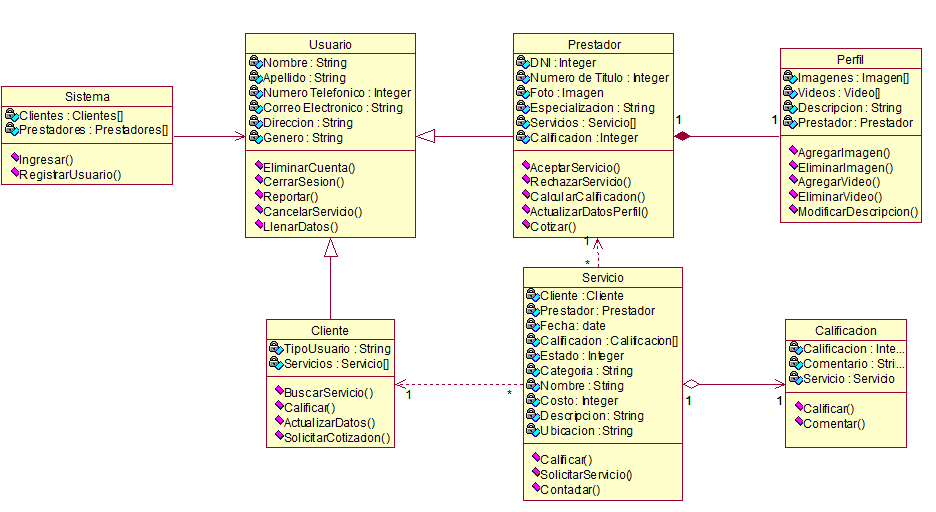 Sistema
Clientes : Clientes[]
Prestadores : Prestadores[]
Ingresar()
RegistrarUsuario()
Usuario
Nombre : String
Apellido : String
Numero Telefonico : Integer
Correo Electronico : String
Direccion : String
Genero : String
EliminarCuenta()
CerrarSesion()
Reportar()
CancelarServicio()
LlenarDatos()
Prestador
DNI : Integer
Numero de Titulo : Integer
Foto : Imagen
Especializacion : String
Servicios : Servicio[]
Calificacion : Integer
AceptarServicio()
RechazarServicio()
CalcularCalificacion()
ActualizarDatosPerfil()
Cotizar()
1
1
Perfil
Imagenes : Imagen[]
Videos : Video[]
Descripcion : String
Prestador : Prestador
AgregarImagen()
EliminarImagen()
AgregarVideo()
EliminarVideo()
ModificarDescripcion()
1
*
Cliente
TipoUsuario : String
Servicios : Servicio[]
BuscarServicio()
Calificar()
ActualizarDatos()
SolicitarCotizacion()
1
*
Servicio
Cliente : Cliente
Prestador : Prestador
Fecha : date
Calificacion : Calificacion[]
Estado : Integer
Categoria : String
Nombre : String
Costo : Integer
Descripcion : String
Ubicacion : String
Calificar()
SolicitarServicio()
Contactar()
1
1
Calificacion
Calificacion : Inte...
Comentario : Stri...
Servicio : Servicio
Calificar()
Comentar()